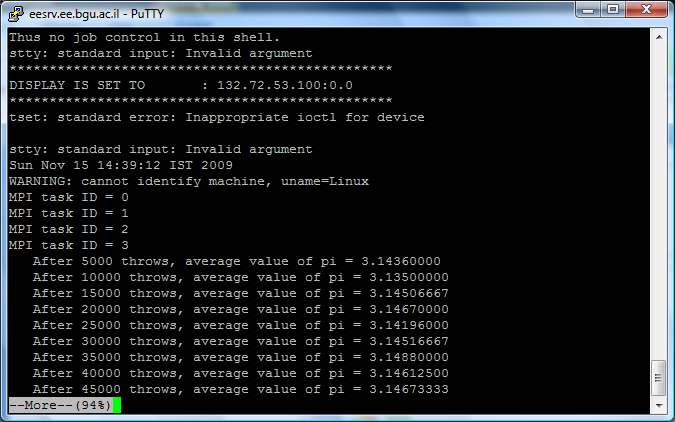 eesrv.ee.bgu.ac.il - PuTTY
Thus no job control in this shell.
stty: standard input: Invalid argument
*************************************************
DISPLAY IS SET TO       : 132.72.53.100:0.0
*************************************************
tset: standard error: Inappropriate ioctl for device
stty: standard input: Invalid argument
Sun Nov 15 14:39:12 IST 2009
WARNING: cannot identify machine, uname=Linux
MPI task ID = 0
MPI task ID = 1
MPI task ID = 2
MPI task ID = 3
   After 5000 throws, average value of pi = 3.14360000
   After 10000 throws, average value of pi = 3.13500000
   After 15000 throws, average value of pi = 3.14506667
   After 20000 throws, average value of pi = 3.14670000
   After 25000 throws, average value of pi = 3.14196000
   After 30000 throws, average value of pi = 3.14516667
   After 35000 throws, average value of pi = 3.14880000
   After 40000 throws, average value of pi = 3.14612500
   After 45000 throws, average value of pi = 3.14673333
--More--(94%)